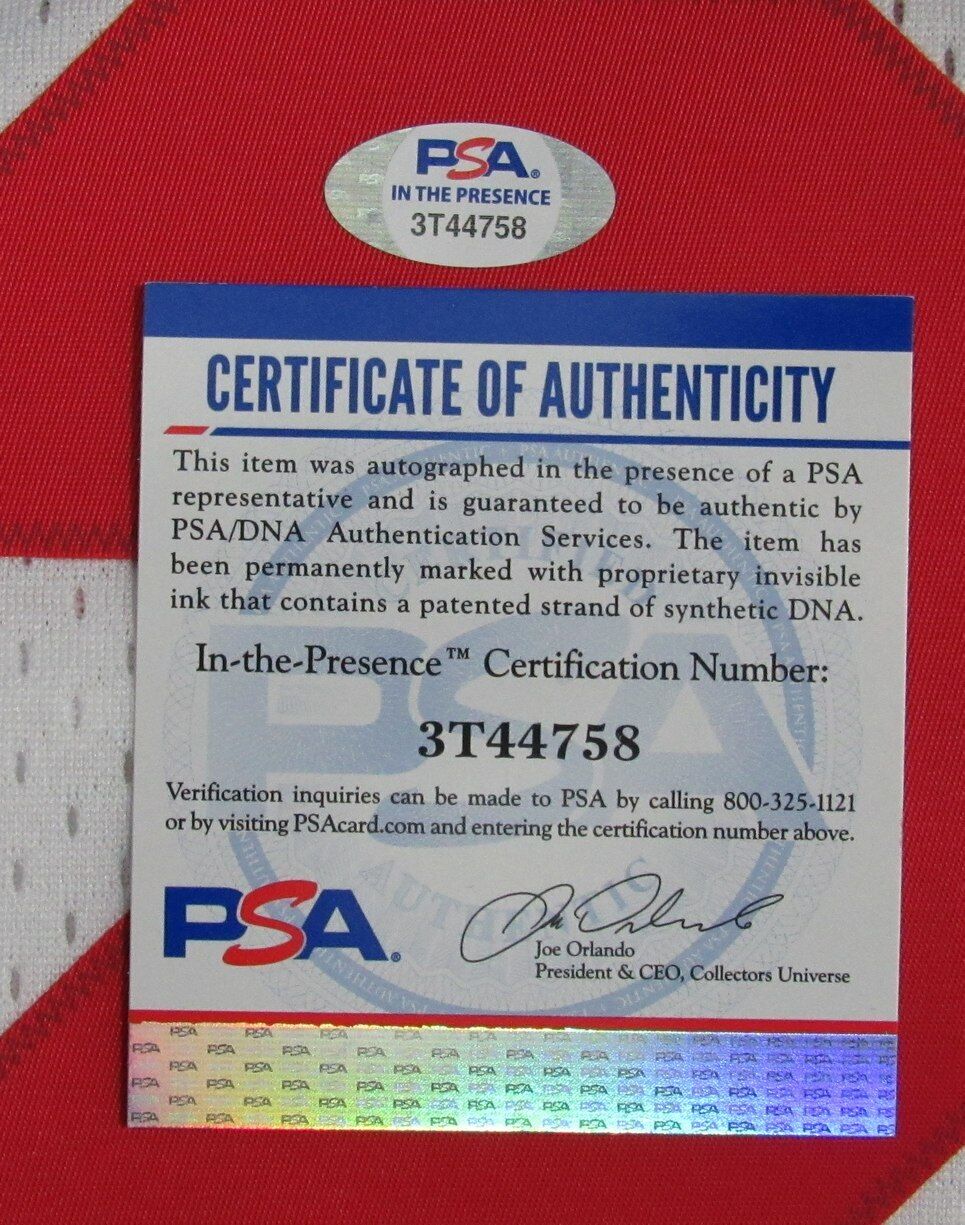 PSA®
IN THE PRESENCE
3T44758
CERTIFICATE OF AUTHENTICITY
This item was autographed in the presence of a PSA
representative and is guaranteed to be authentic by
PSA/DNA Authentication Services. The item has
been permanently marked with proprietary invisible
ink that contains a patented strand of synthetic DNA.
In-the-Presence™ Certification Number:
3T44758
Verification inquiries can be made to PSA by calling 800-325-1121
or by visiting PSAcard.com and entering the certification number above.
PSA®
Joe Orlando
President & CEO, Collectors Universe